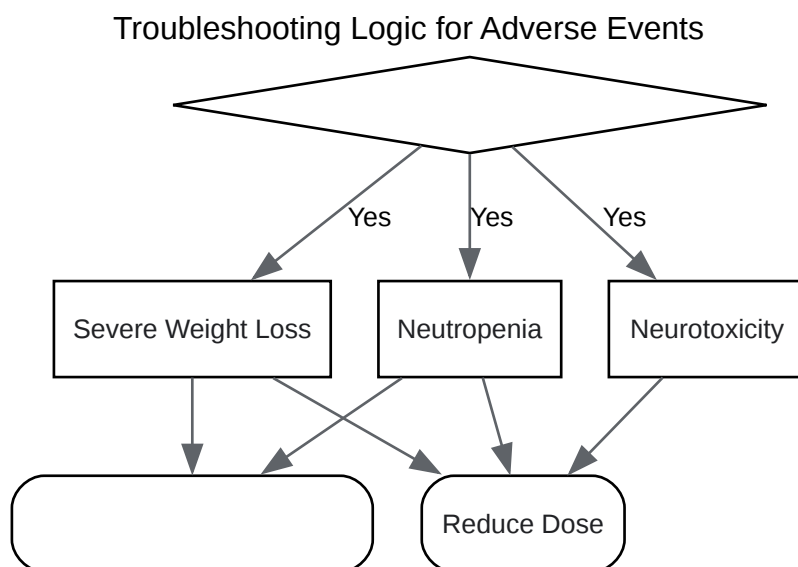 Troubleshooting Logic for Adverse Events
Yes
Yes
Yes
Severe Weight Loss
Neutropenia
Neurotoxicity
Reduce Dose